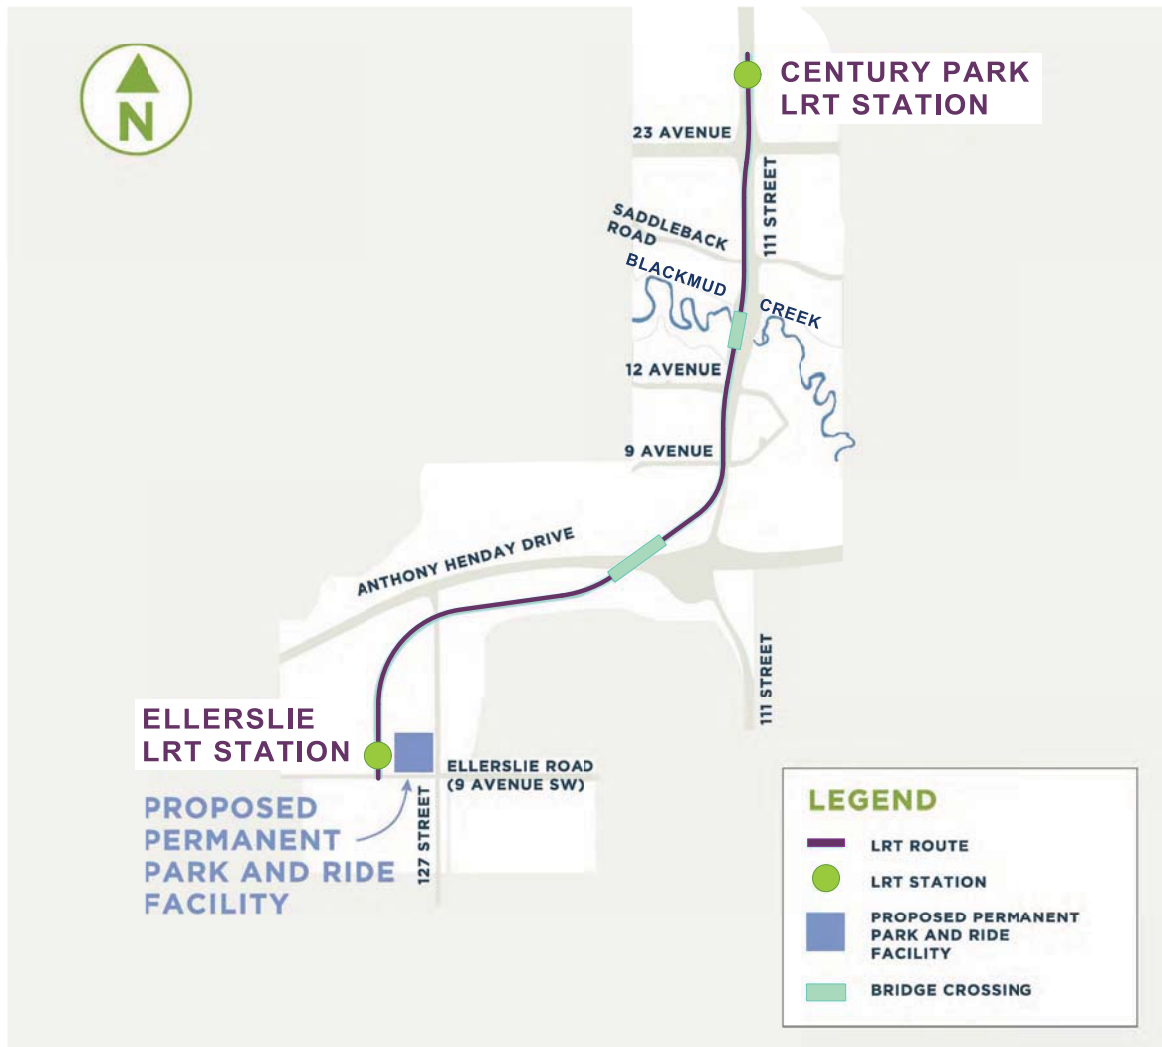 N
CENTURY PARK
LRT STATION
23 AVENUE
111 STREET
SADDLEBACK
ROAD
BLACKMUD
CREEK
12 AVENUE
9 AVENUE
ANTHONY HENDAY DRIVE
111 STREET
ELLERSLIE
LRT STATION
ELLERSLIE ROAD
(9 AVENUE SW)
127 STREET
PROPOSED
PERMANENT
PARK AND RIDE
FACILITY
LEGEND
LRT ROUTE
LRT STATION
PROPOSED PERMANENT
PARK AND RIDE
FACILITY
BRIDGE CROSSING